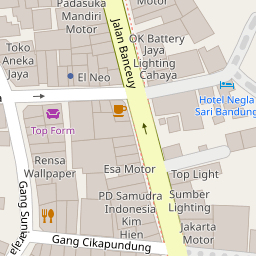 Padasuka
Mandiri
Motor
Jalan Banceuy
Toko
Aneka
Jaya
OK Battery
Jaya
Lighting
Cahaya
El Neo
Hotel Negla
Sari Bandung
Top Form
Rensa
Wallpaper
Esa Motor
Top Light
PD Samudra
Indonesia
Kim
Hien
Sumber
Lighting
Jakarta
Motor
Gang Cikapundung